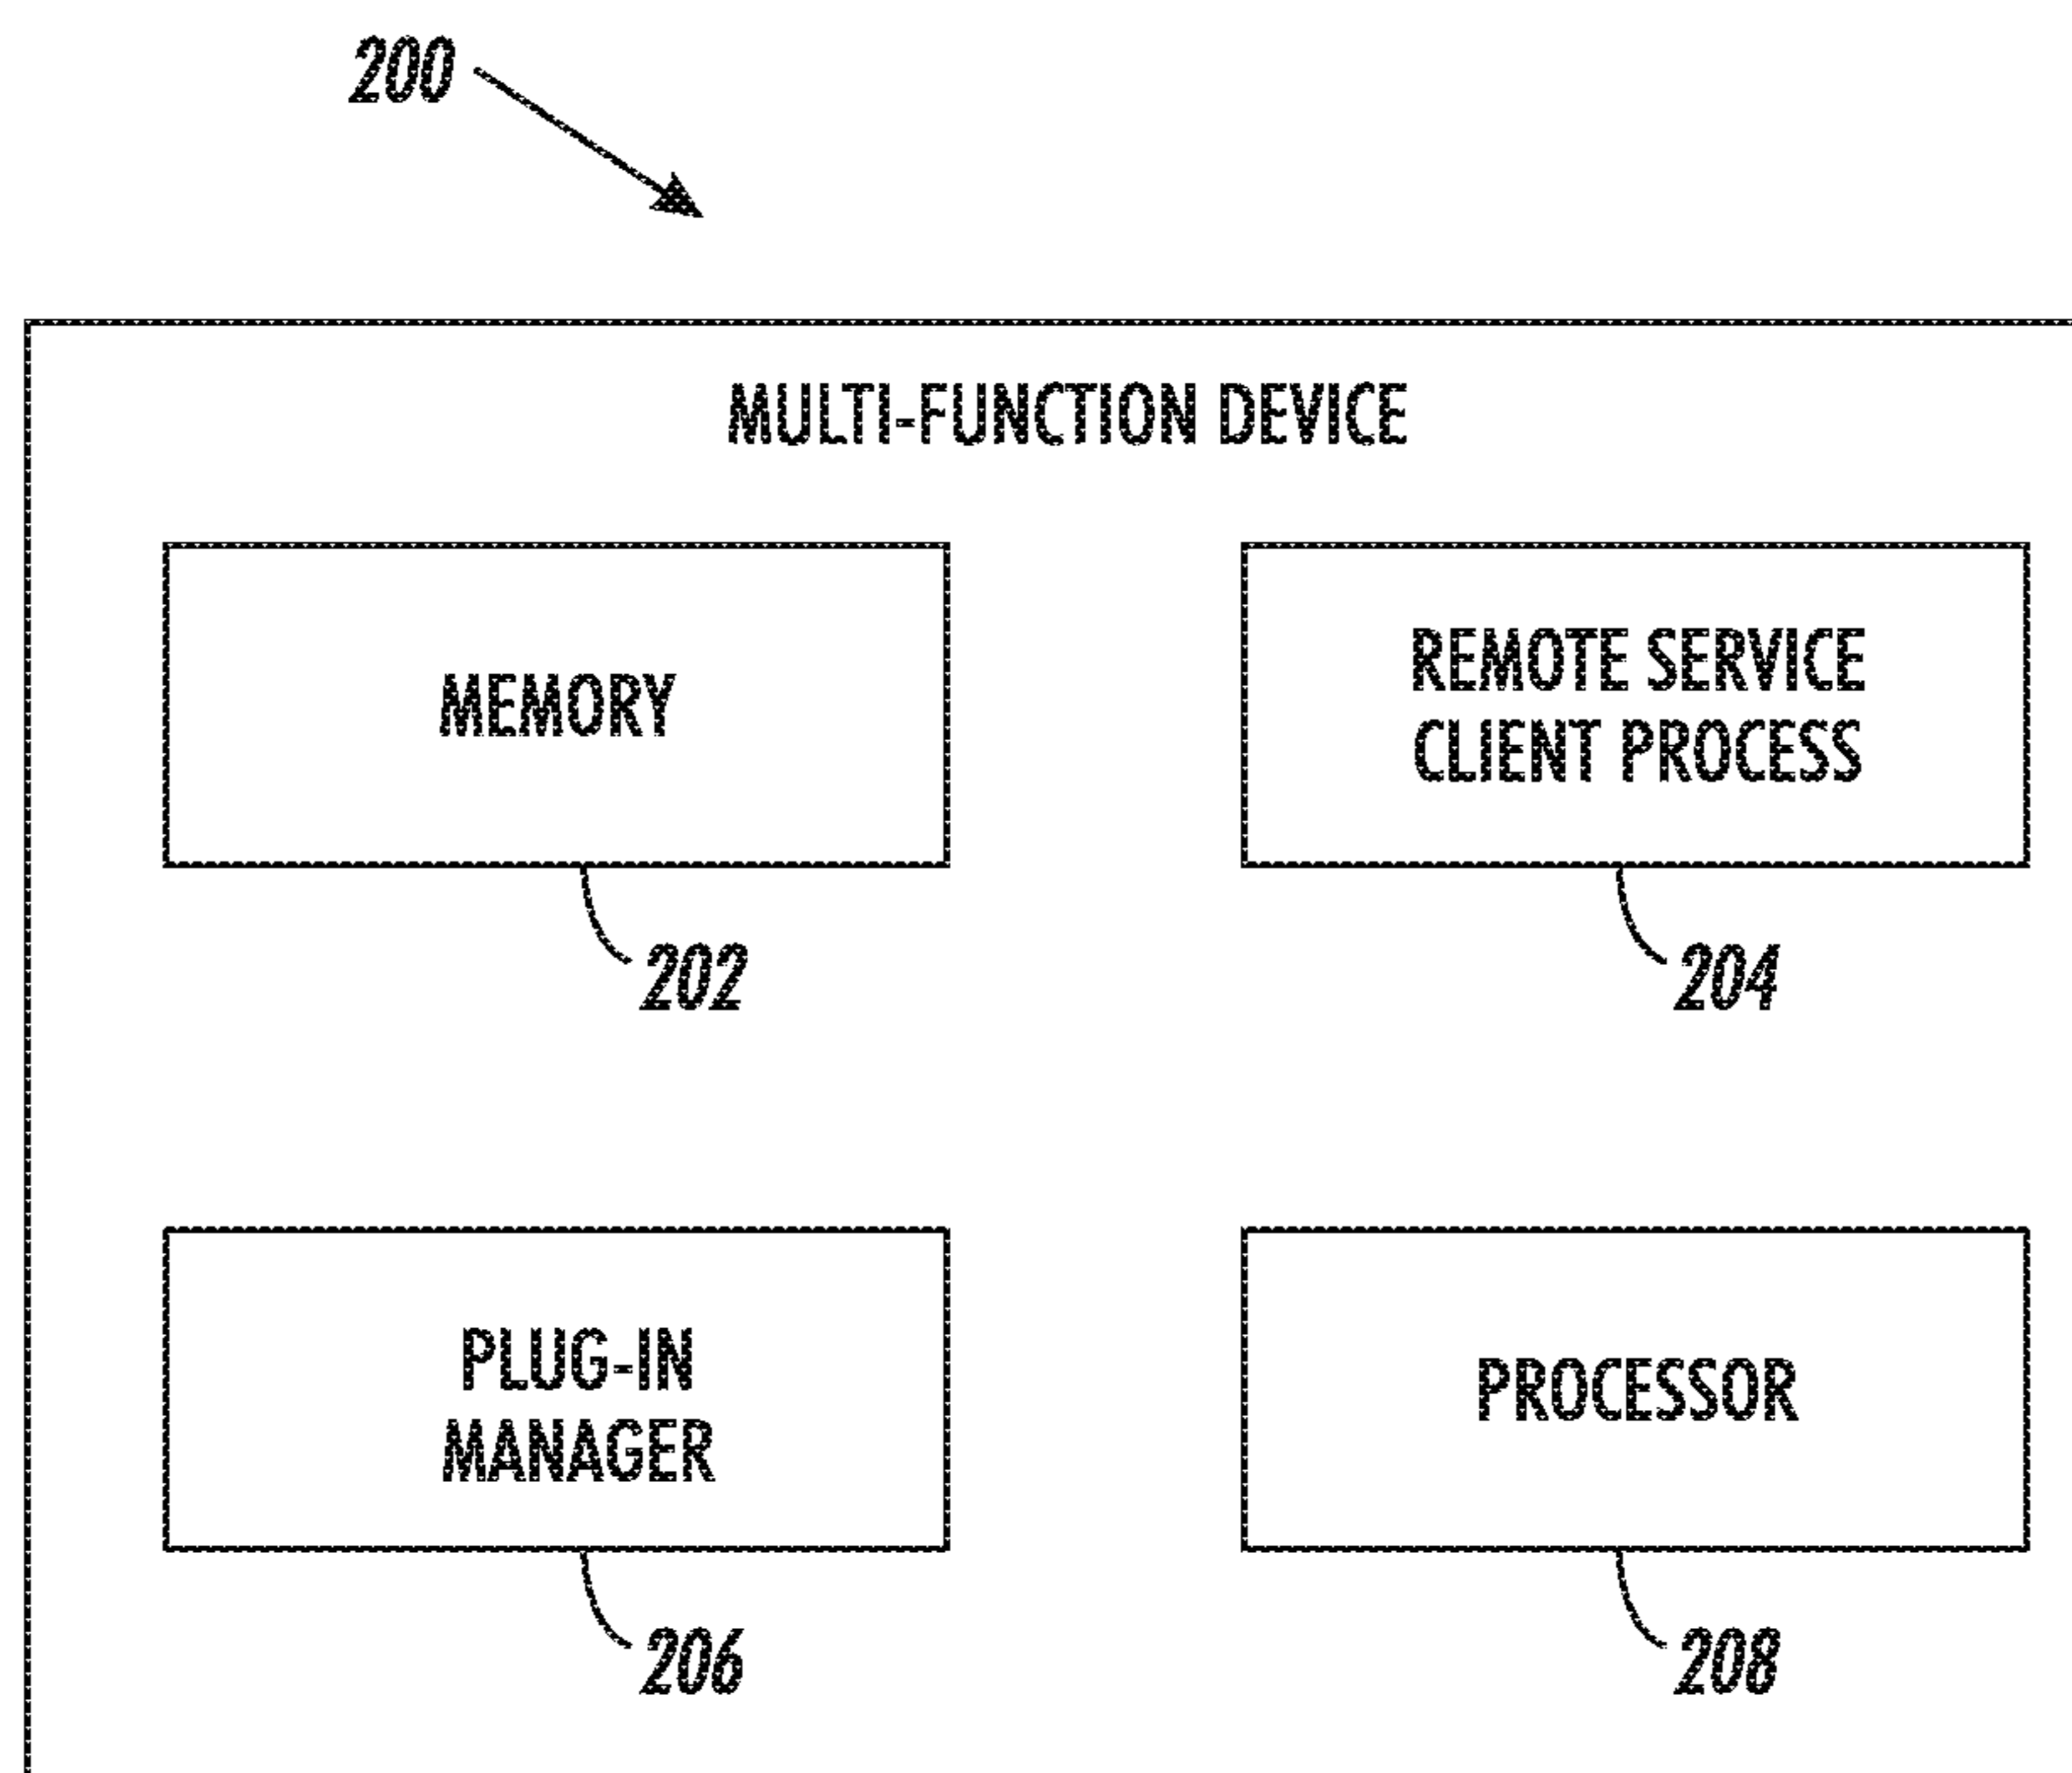 200
MULTI-FUNCTION DEVICE
MEMORY
REMOTE SERVICE
CLIENT PROCESS
202
204
PLUG-IN
MANAGER
PROCESSOR
206
208